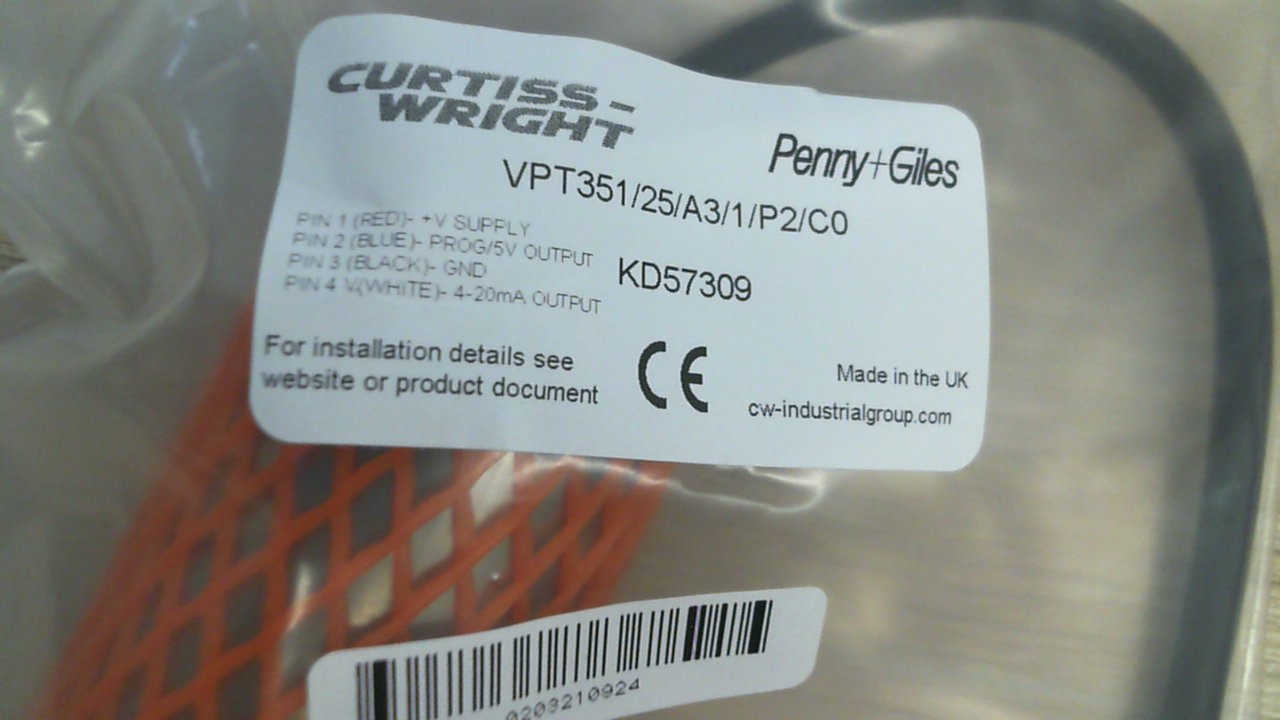 CURTISS-
WRIGHT
Penny+Giles
VPT351/25/A3/1/P2/C0
PIN 1 (RED)- +V SUPPLY
PIN 2 (BLUE)- PROG/5V OUTPUT
PIN 3 (BLACK)- GND
PIN 4 V(WHITE)- 4-20mA OUTPUT
KD57309
For installation details see
website or product document
CE
Made in the UK
cw-industrialgroup.com
0203210924